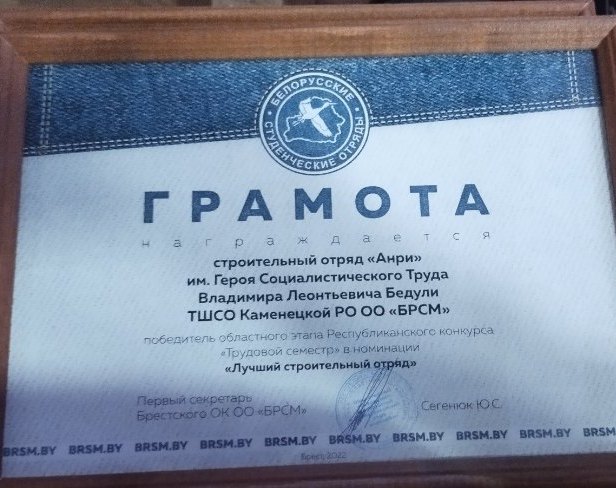 БЕЛОРУССКИЕ
СТУДЕНЧЕСКИЕ ОТРЯДЫ
ГРАМОТА
награждается
строительный отряд «Анри»
им. Героя Социалистического Труда
Владимира Леонтьевича Бедули
ТШСО Каменецкой РО ОО «БРСМ»
победитель областного этапа Республиканского конкурса
«Трудовой семестр» в номинации
«Лучший строительный отряд»
Первый секретарь
Брестского ОК ОО «БРСМ»
Сегенюк Ю.С.
BRSM.BY BRSM.BY BRSM.BY BRSM.BY BRSM.BY BRSM.BY BRSM.BY BRSM.BY BRSM.BY
Брест, 2022